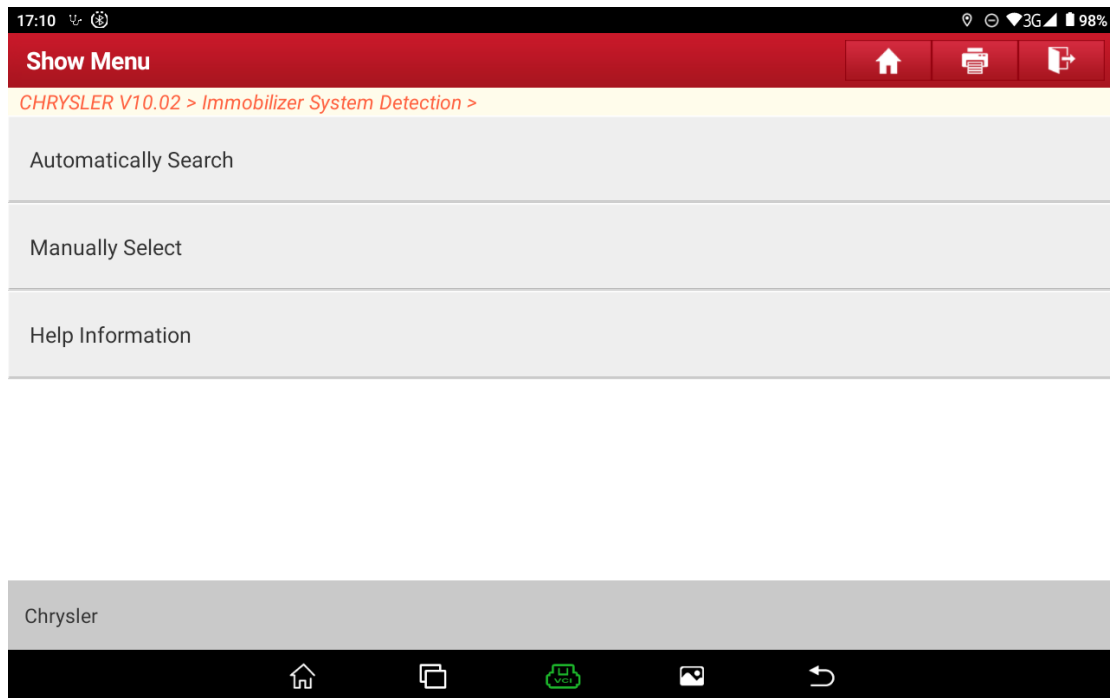 17:10 3G 98%
Show Menu
CHRYSLER V10.02 > Immobilizer System Detection >
Automatically Search
Manually Select
Help Information
Chrysler
VCI